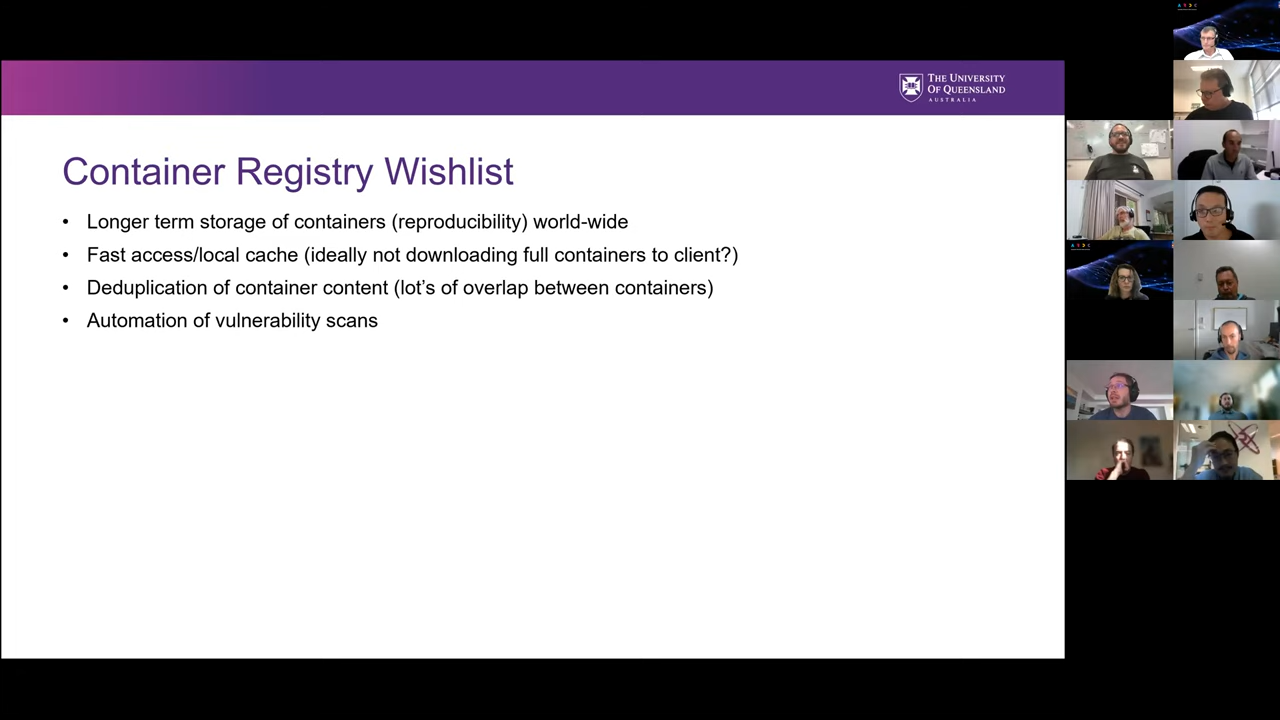 THE UNIVERSITY
OF QUEENSLAND
AUSTRALIA
Container Registry Wishlist
• Longer term storage of containers (reproducibility) world-wide
• Fast access/local cache (ideally not downloading full containers to client?)
• Deduplication of container content (lot’s of overlap between containers)
• Automation of vulnerability scans